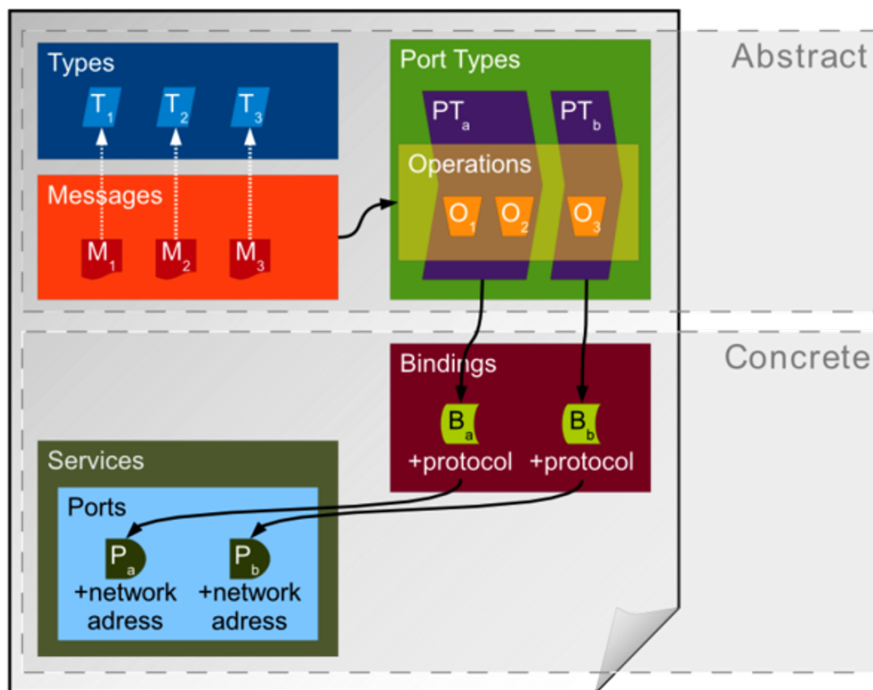 Abstract
Types
T1 T2 T3
Messages
M1 M2 M3
Port Types
PTa PTb
Operations
O1 O2 O3
Concrete
Bindings
Ba Bb
+protocol +protocol
Services
Ports
Pa Pb
+network +network
adress adress